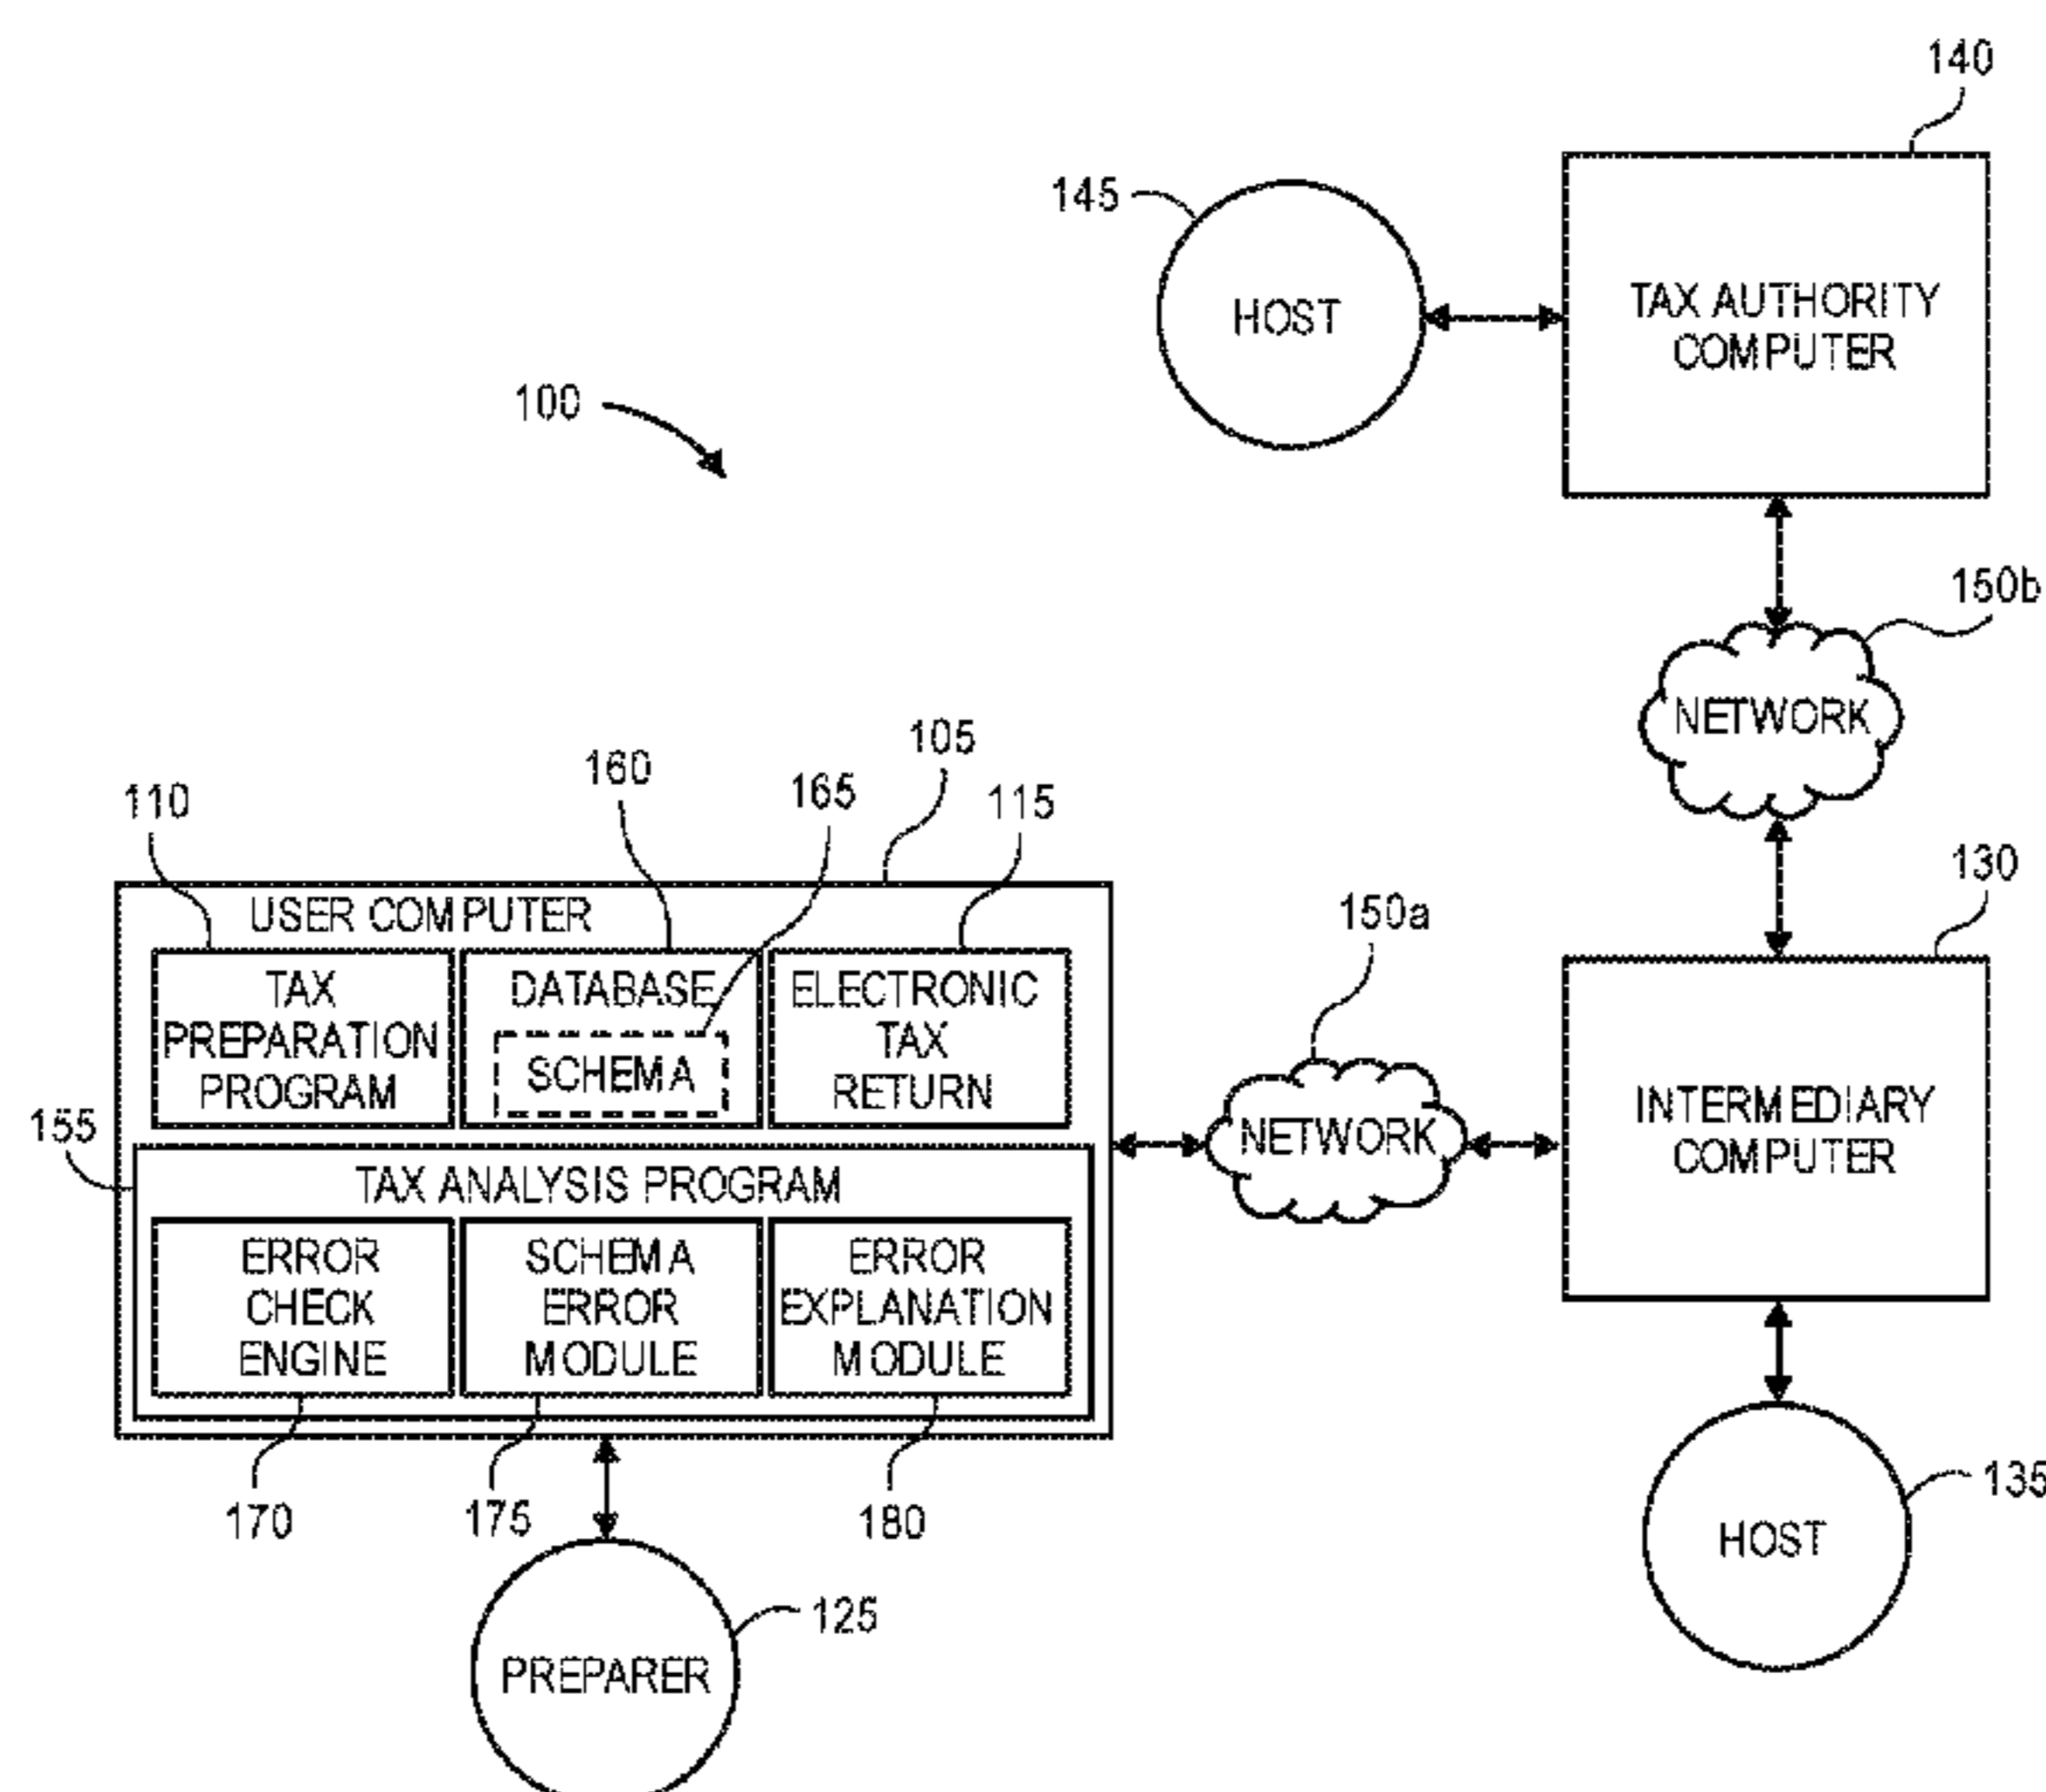 140
145
HOST
TAX AUTHORITY
COMPUTER
100
150b
NETWORK
105
160
165
115
110
130
150a
USER COMPUTER
TAX
PREPARATION
PROGRAM
DATABASE
SCHEMA
ELECTRONIC
TAX
RETURN
NETWORK
INTERMEDIARY
COMPUTER
155
TAX ANALYSIS PROGRAM
ERROR
CHECK
ENGINE
SCHEMA
ERROR
MODULE
ERROR
EXPLANATION
MODULE
170
175
180
135
HOST
125
PREPARER